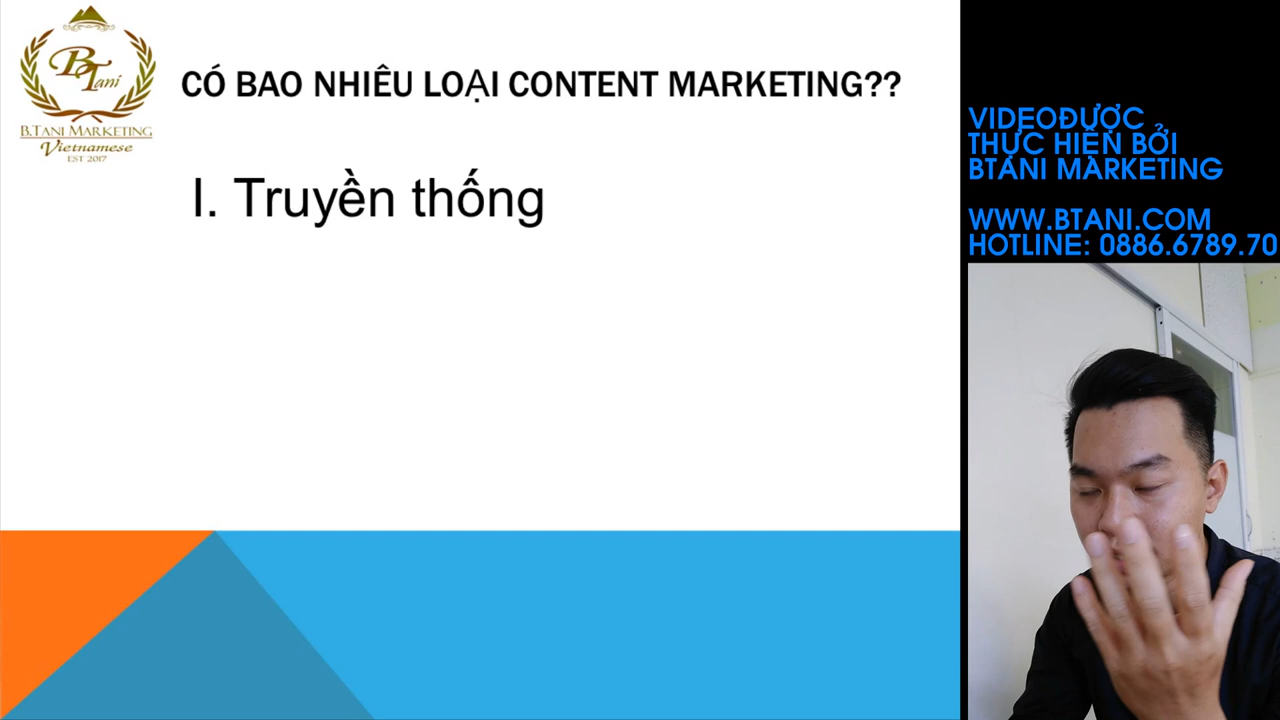 BTani
B.TANI MARKETING
Vietnamese
EST 2017
CÓ BAO NHIÊU LOẠI CONTENT MARKETING??
I. Truyền thống
VIDEOĐƯỢC
THỰC HIỆN BỞI
BTANI MARKETING
WWW.BTANI.COM
HOTLINE: 0886.6789.70